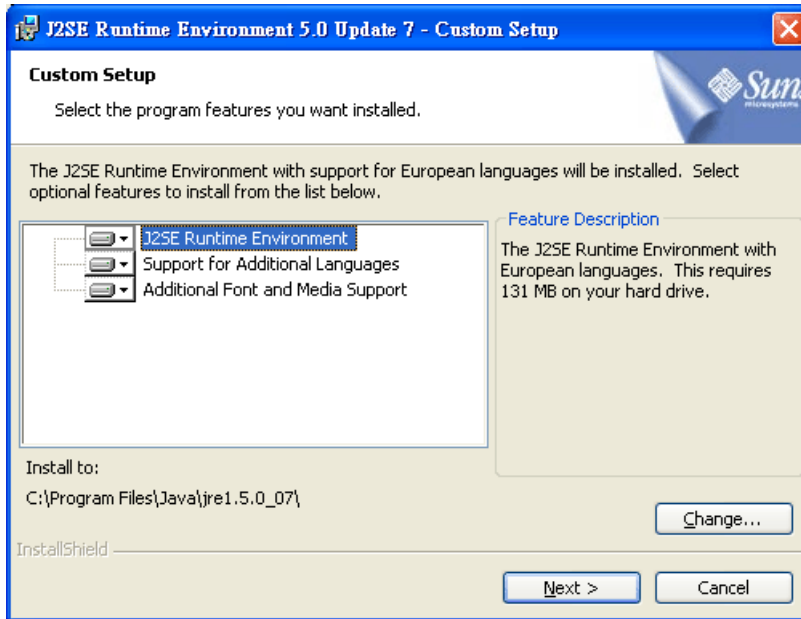 J2SE Runtime Environment 5.0 Update 7 - Custom Setup
Custom Setup
Select the program features you want installed.
Sun
microsystems
The J2SE Runtime Environment with support for European languages will be installed.  Select
optional features to install from the list below.
J2SE Runtime Environment
Support for Additional Languages
Additional Font and Media Support
Feature Description
The J2SE Runtime Environment with
European languages.  This requires
131 MB on your hard drive.
Install to:
C:\Program Files\Java\jre1.5.0_07\
Change...
InstallShield
Next >
Cancel